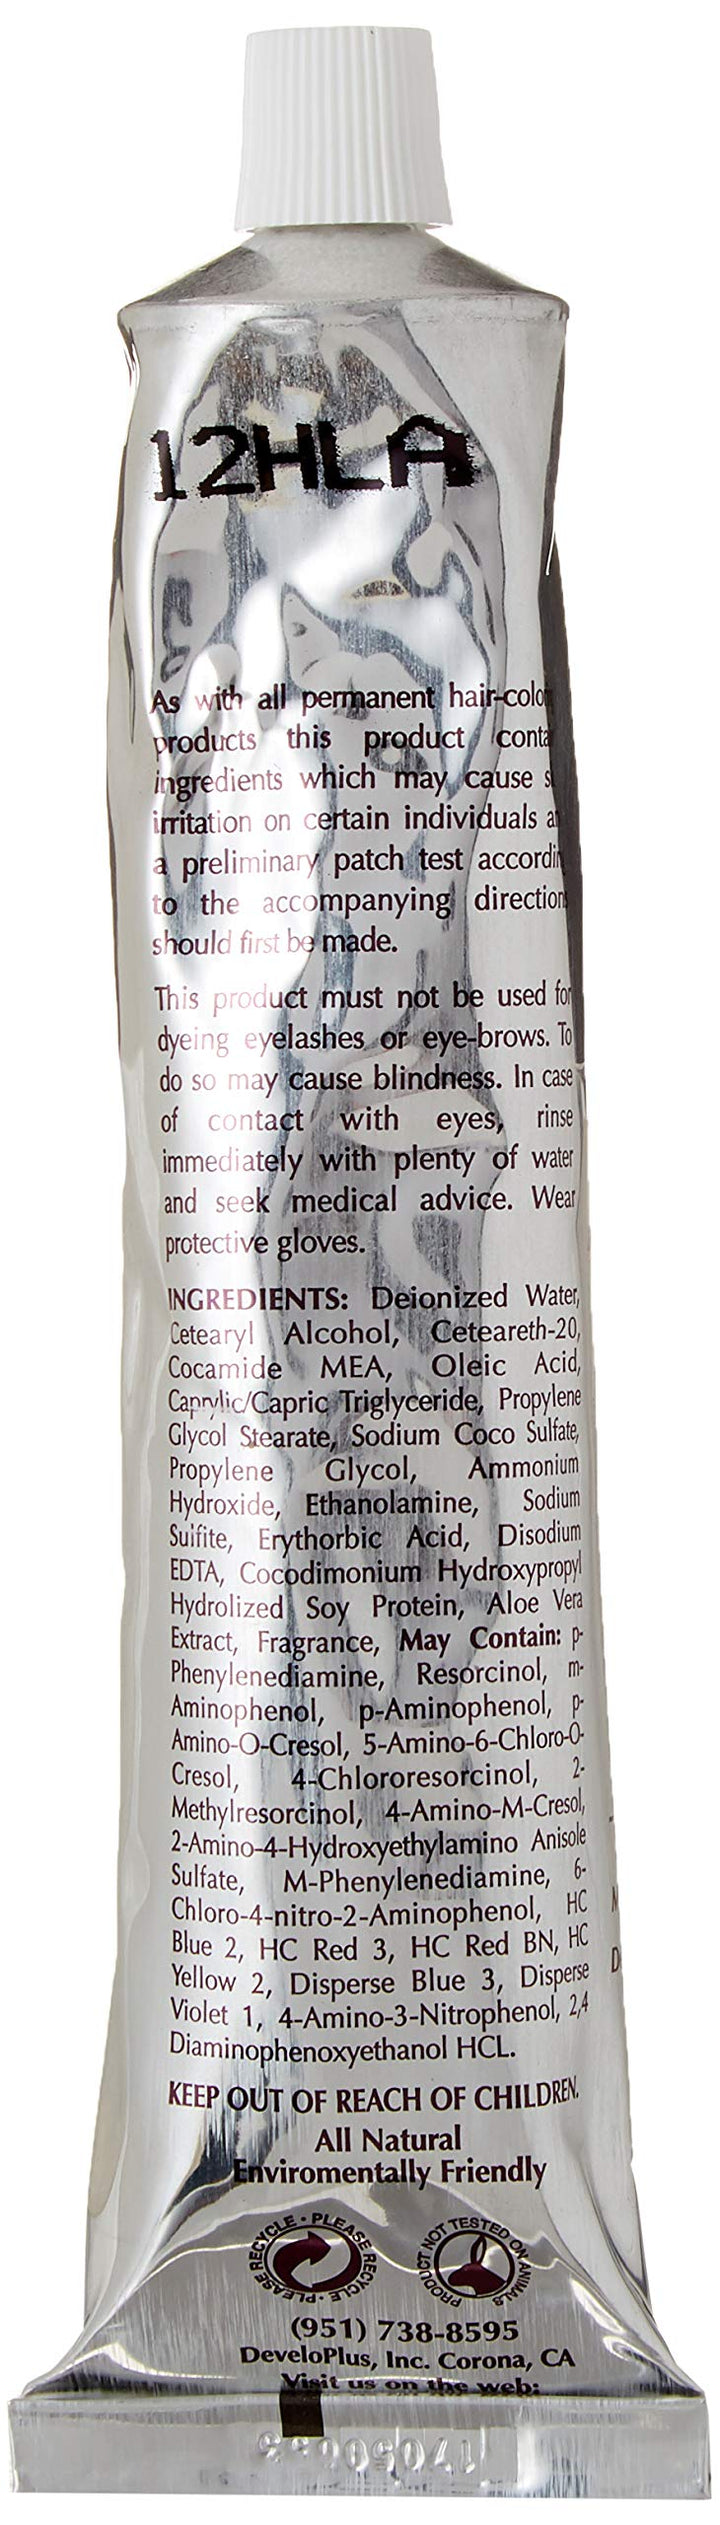 12HLA
As with all permanent hair-colo
products this product conta
ingredients which may cause s
irritation on certain individuals a
a preliminary patch test accordin
to the accompanying direction
should first be made.
This product must not be used for
dyeing eyelashes or eye-brows. To
do so may cause blindness. In case
of contact with eyes, rinse
immediately with plenty of water
and seek medical advice. Wear
protective gloves.
INGREDIENTS: Deionized Water,
Cetearyl Alcohol, Ceteareth-20,
Cocamide MEA, Oleic Acid,
Caprylic/Capric Triglyceride, Propylene
Glycol Stearate, Sodium Coco Sulfate,
Propylene Glycol, Ammonium
Hydroxide, Ethanolamine, Sodium
Sulfite, Erythorbic Acid, Disodium
EDTA, Cocodimonium Hydroxypropyl
Hydrolized Soy Protein, Aloe Vera
Extract, Fragrance, May Contain: p-
Phenylenediamine, Resorcinol, m-
Aminophenol, p-Aminophenol, p-
Amino-O-Cresol, 5-Amino-6-Chloro-O-
Cresol, 4-Chlororesorcinol, 2-
Methylresorcinol, 4-Amino-M-Cresol,
2-Amino-4-Hydroxyethylamino Anisole
Sulfate, M-Phenylenediamine, 6-
Chloro-4-nitro-2-Aminophenol, HC
Blue 2, HC Red 3, HC Red BN, HC
Yellow 2, Disperse Blue 3, Disperse
Violet 1, 4-Amino-3-Nitrophenol, 2,4
Diaminophenoxyethanol HCL.
KEEP OUT OF REACH OF CHILDREN.
All Natural
Enviromentally Friendly
PLEASE RECYCLE • PLEASE RECYCLE •
PRODUCT NOT TESTED ON ANIMALS
(951) 738-8595
DeveloPlus, Inc. Corona, CA
Visit us on the web: